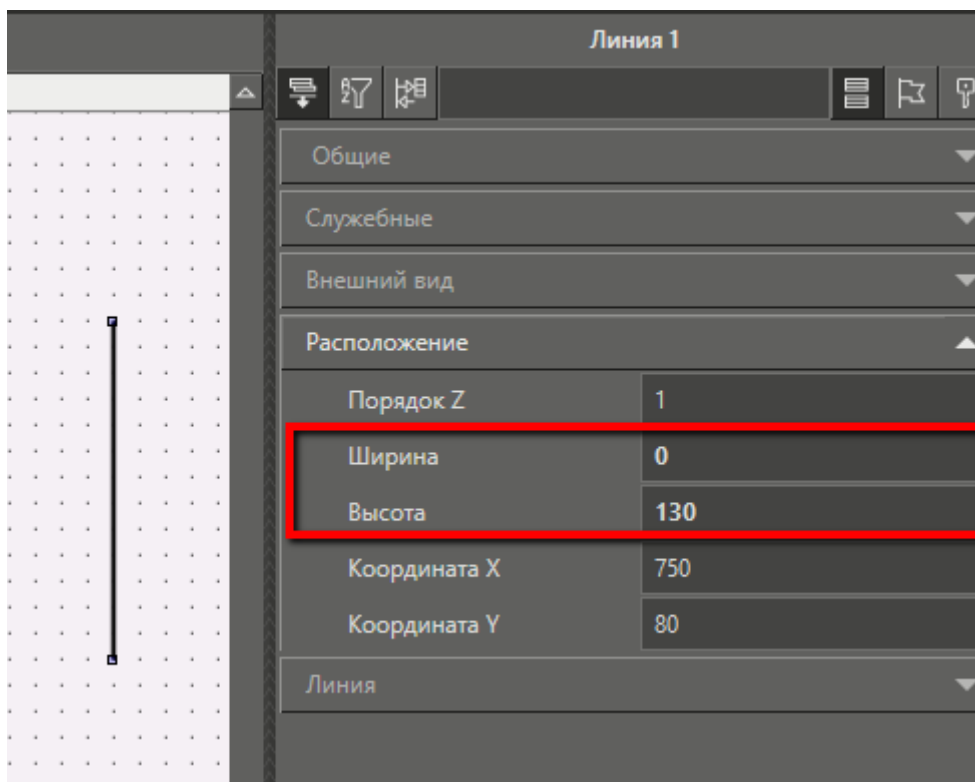 Линия 1
Общие
Служебные
Внешний вид
Расположение
Порядок Z 1
Ширина 0
Высота 130
Координата X 750
Координата Y 80
Линия